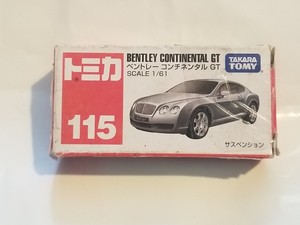 トミカ
115
BENTLEY CONTINENTAL GT
ベントレー コンチネンタル GT
SCALE 1/61
TAKARA
TOMY
サスペンション